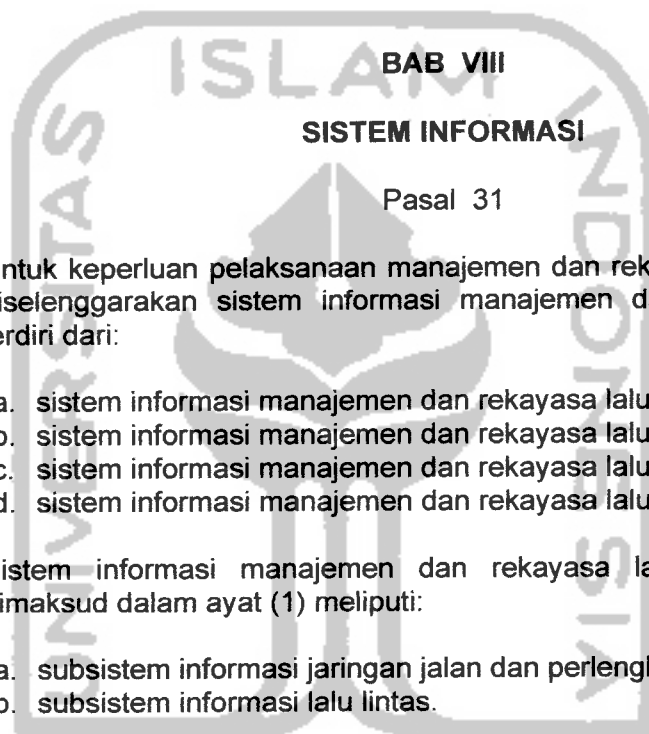 BAB VIII
SISTEM INFORMASI
Pasal 31
ntuk keperluan pelaksanaan manajemen dan rek
iselenggarakan sistem informasi manajemen d
erdiri dari:
a. sistem informasi manajemen dan rekayasa lalu
b. sistem informasi manajemen dan rekayasa lalu
c. sistem informasi manajemen dan rekayasa lalu
d. sistem informasi manajemen dan rekayasa lalu
istem informasi manajemen dan rekayasa la
imaksud dalam ayat (1) meliputi:
a. subsistem informasi jaringan jalan dan perleng
b. subsistem informasi lalu lintas.
UNIVERSITAS
ISLAM
INDONESIA